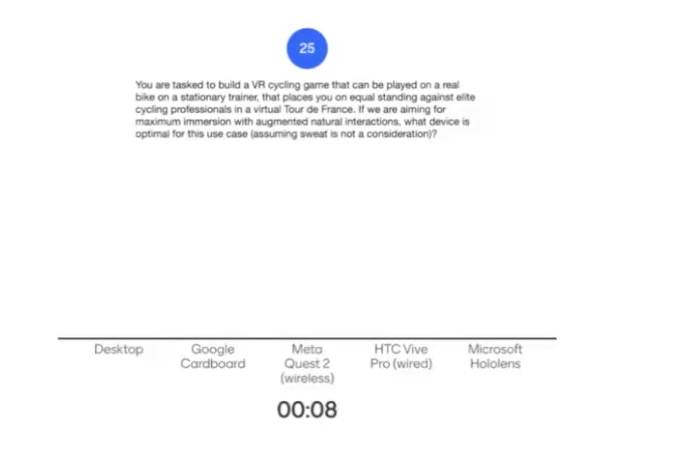 25
You are tasked to build a VR cycling game that can be played on a real
bike on a stationary trainer, that places you on equal standing against elite
cycling professionals in a virtual Tour de France. If we are aiming for
maximum immersion with augmented natural interactions, what device is
optimal for this use case (assuming sweat is not a consideration)?
Desktop
Google
Cardboard
Meta
Quest 2
(wireless)
HTC Vive
Pro (wired)
Microsoft
Hololens
00:08